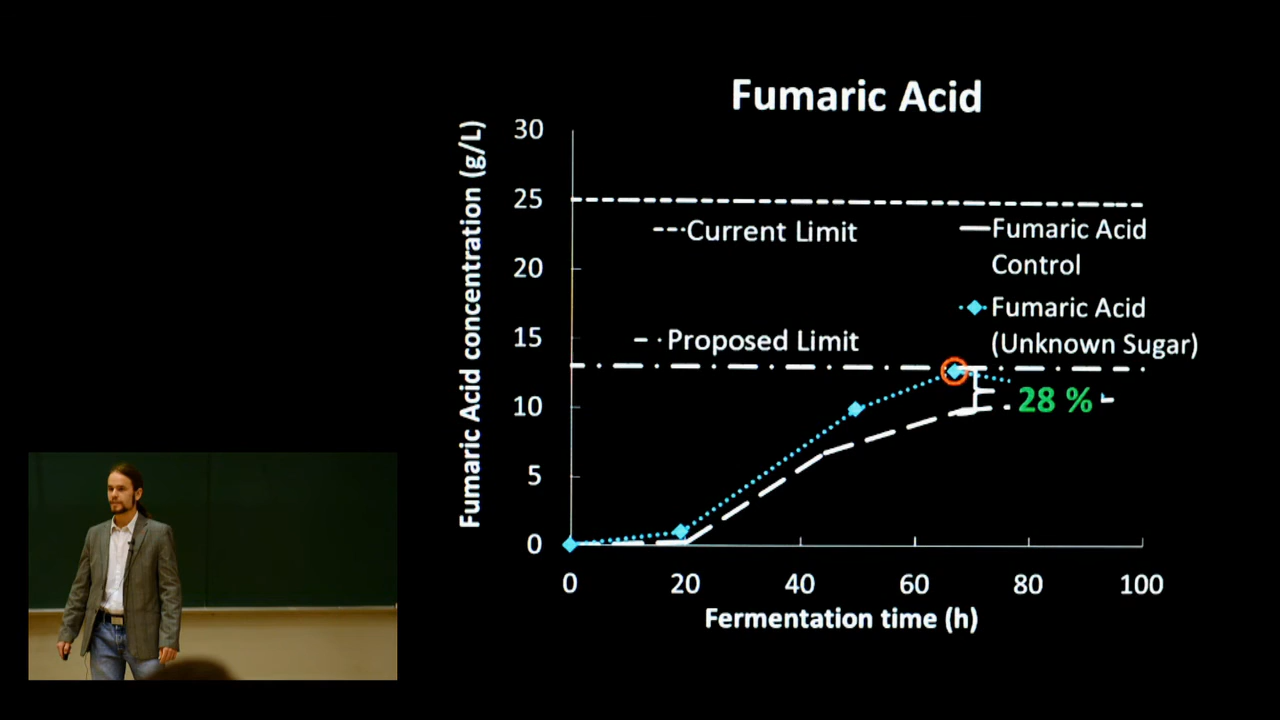 Fumaric Acid
Fumaric Acid concentration (g/L)
30
25
20
15
10
5
0
Current Limit
Fumaric Acid
Control
Fumaric Acid
(Unknown Sugar)
Proposed Limit
28 %
0 20 40 60 80 100
Fermentation time (h)